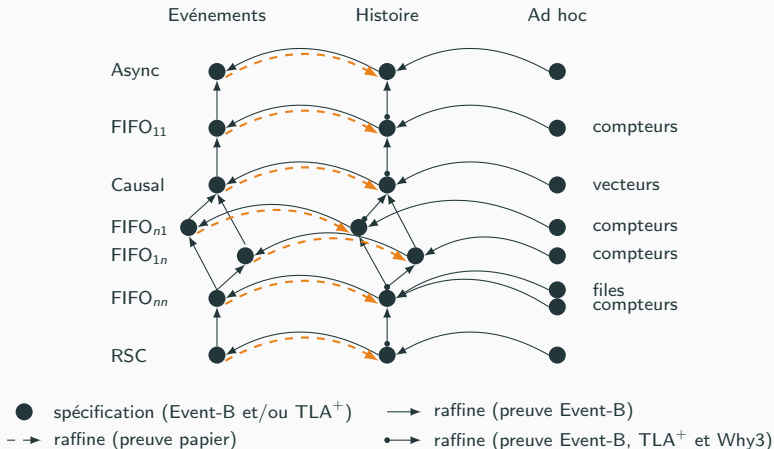 Evénements Histoire Ad hoc
Async
FIFO₁₁ compteurs
Causal vecteurs
FIFOₙ₁ compteurs
FIFO₁ₙ compteurs
FIFOₙₙ files
compteurs
RSC
spécification (Event-B et/ou TLA⁺) raffine (preuve Event-B)
raffine (preuve papier) raffine (preuve Event-B, TLA⁺ et Why3)